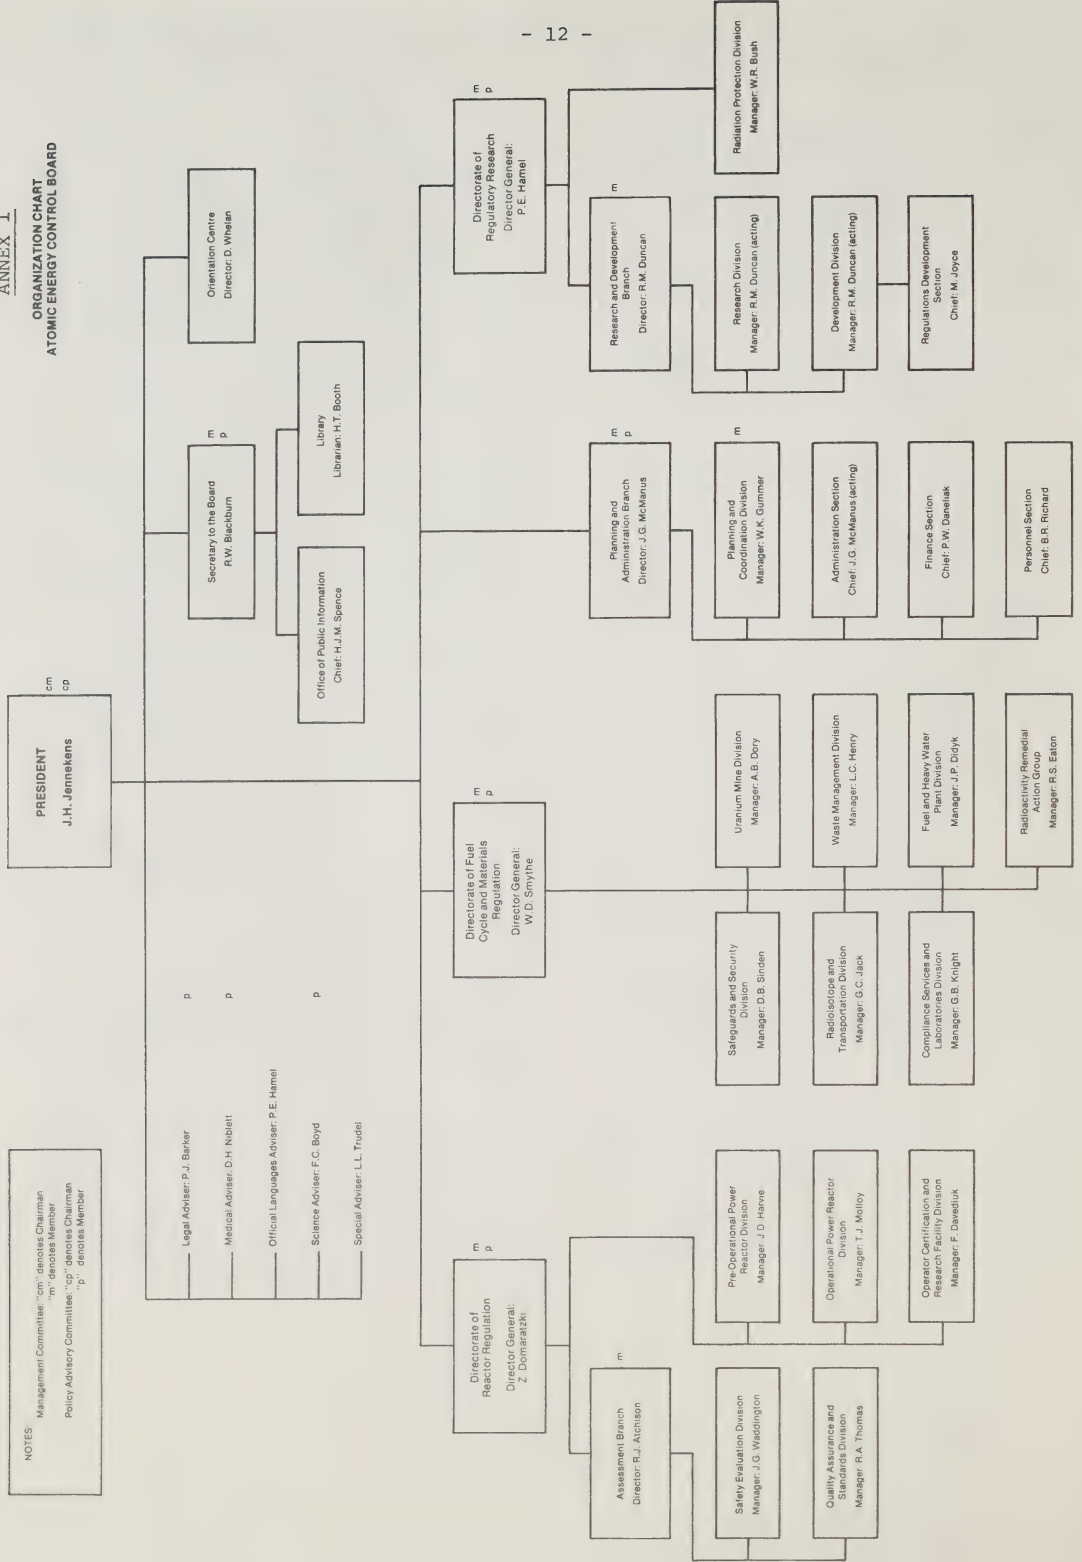 - 12 -
ANNEX I
ORGANIZATION CHART
ATOMIC ENERGY CONTROL BOARD
NOTES: Management Committee: "cm" denotes Chairman
"m" denotes Member
Policy Advisory Committee: "cp" denotes Chairman
"p" denotes Member
PRESIDENT
J.H. Jennekens
cm
cp
Legal Adviser: P.J. Barker
p
Medical Adviser: D.H. Niblett
p
Official Languages Adviser: P.E. Hamel
Science Adviser: F.C. Boyd
p
Special Adviser: L.L. Trudel
Secretary to the Board
R.W. Blackburn
m
p
Office of Public Information
Chief: H.J.M. Spence
Library
Librarian: H.T. Booth
Orientation Centre
Director: D. Whelan
Directorate of
Reactor Regulation
Director General:
Z. Domaratzki
m
p
Assessment Branch
Director: R.J. Atchison
m
Safety Evaluation Division
Manager: J.G. Waddington
Quality Assurance and
Standards Division
Manager R.A. Thomas
Pre-Operational Power
Reactor Division
Manager J D Harvie
Operational Power Reactor
Division
Manager: T.J. Molloy
Operator Certification and
Research Facility Division
Manager: F. Davediuk
Directorate of Fuel
Cycle and Materials
Regulation
Director General:
W.D. Smythe
m
p
Safeguards and Security
Division
Manager: D.B. Sinden
Radioisotope and
Transportation Division
Manager: G.C. Jack
Compliance Services and
Laboratories Division
Manager: G.B. Knight
Uranium Mine Division
Manager: A.B. Dory
Waste Management Division
Manager: L.C. Henry
Fuel and Heavy Water
Plant Division
Manager: J.P. Didyk
Radioactivity Remedial
Action Group
Manager: R.S. Eaton
Planning and
Administration Branch
Director: J.G. McManus
m
p
Planning and
Coordination Division
Manager: W.K. Gummer
m
Administration Section
Chief: J.G. McManus (acting)
Finance Section
Chief: P.W. Daneliak
Personnel Section
Chief: B.R. Richard
Directorate of
Regulatory Research
Director General:
P.E. Hamel
m
p
Research and Development
Branch
Director: R.M. Duncan
m
Research Division
Manager: R.M. Duncan (acting)
Development Division
Manager: R.M. Duncan (acting)
Regulations Development
Section
Chief: M. Joyce
Radiation Protection Division
Manager: W.R. Bush